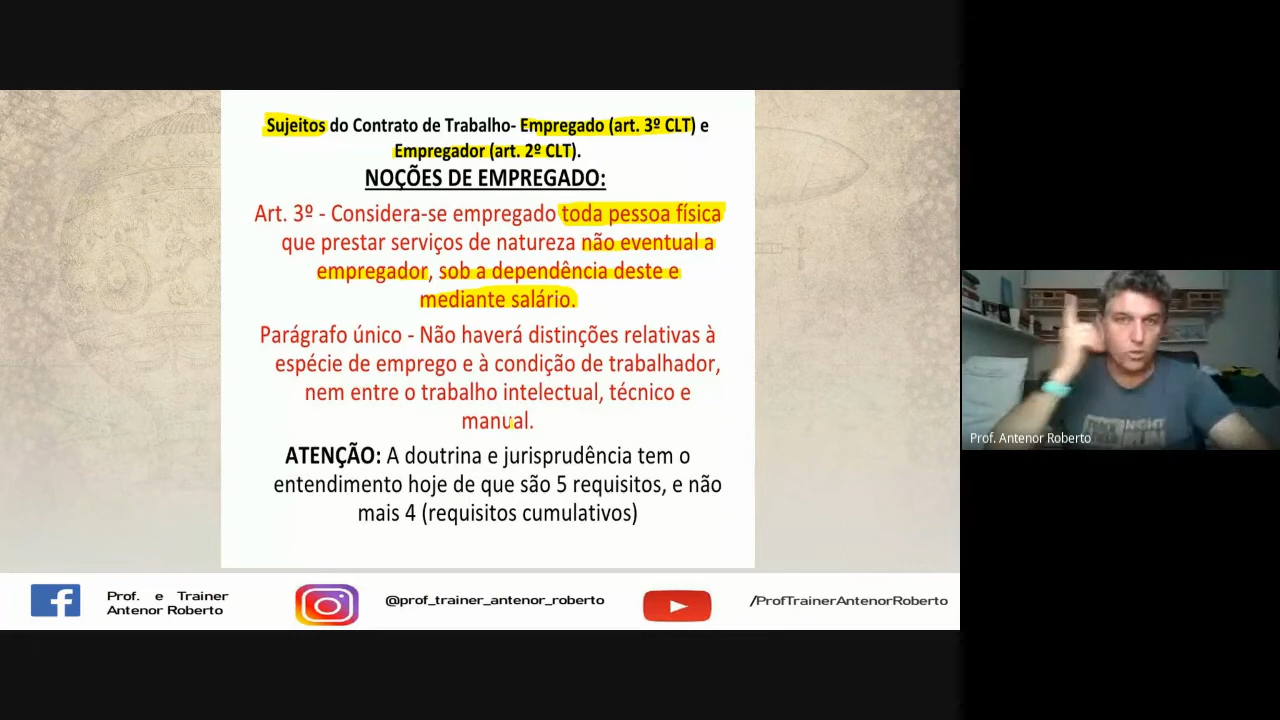 Sujeitos do Contrato de Trabalho- Empregado (art. 3º CLT) e
Empregador (art. 2º CLT).
NOÇÕES DE EMPREGADO:
Art. 3º - Considera-se empregado toda pessoa física
que prestar serviços de natureza não eventual a
empregador, sob a dependência deste e
mediante salário.
Parágrafo único - Não haverá distinções relativas à
espécie de emprego e à condição de trabalhador,
nem entre o trabalho intelectual, técnico e
manual.
ATENÇÃO: A doutrina e jurisprudência tem o
entendimento hoje de que são 5 requisitos, e não
mais 4 (requisitos cumulativos)
Prof. e Trainer
Antenor Roberto
@prof_trainer_antenor_roberto
/ProfTrainerAntenorRoberto
Prof. Antenor Roberto